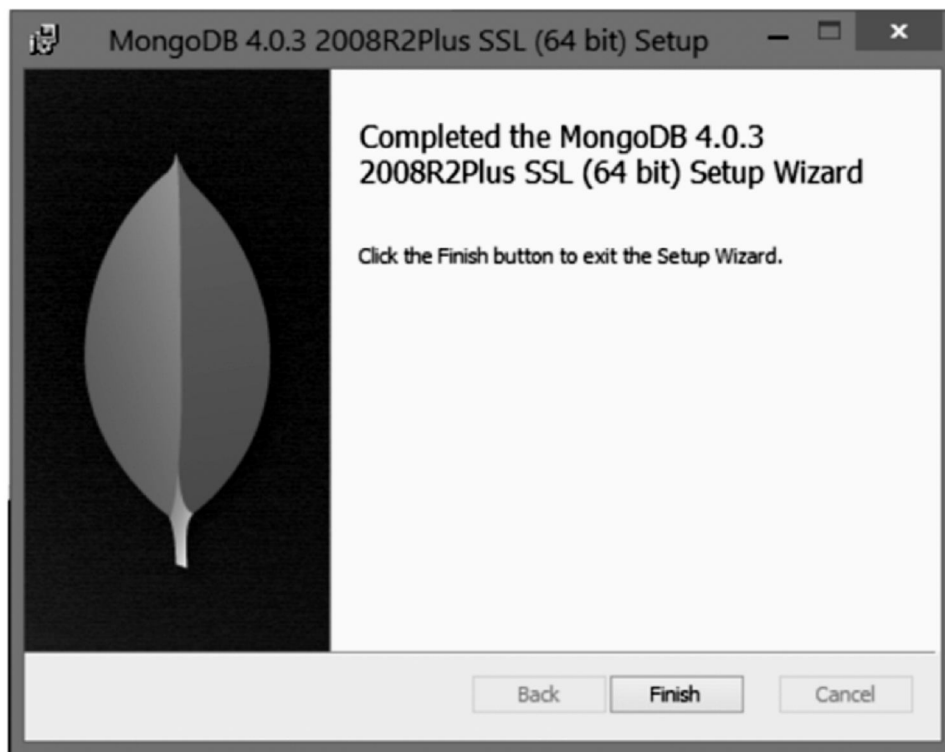 MongoDB 4.0.3 2008R2Plus SSL (64 bit) Setup
Completed the MongoDB 4.0.3
2008R2Plus SSL (64 bit) Setup Wizard
Click the Finish button to exit the Setup Wizard.
Back Finish Cancel